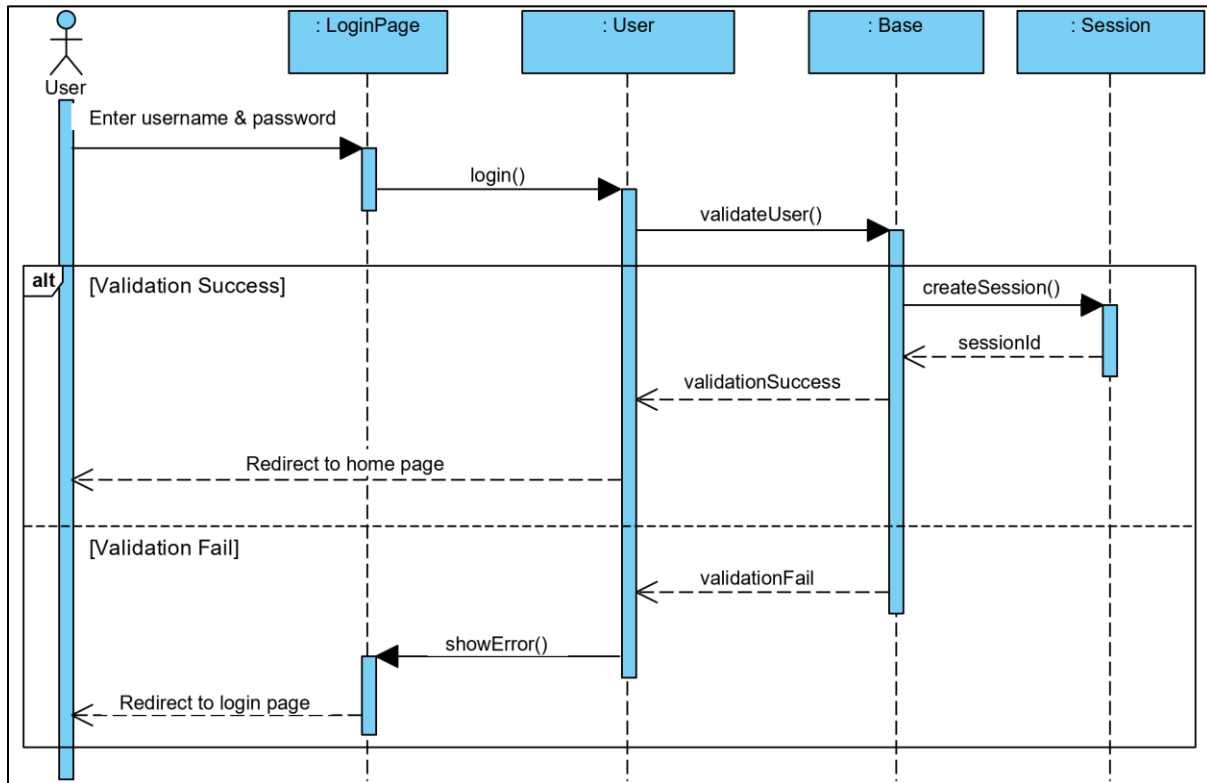 : LoginPage
: User
: Base
: Session
User
Enter username & password
login()
validateUser()
alt
[Validation Success]
createSession()
sessionId
validationSuccess
Redirect to home page
[Validation Fail]
validationFail
showError()
Redirect to login page